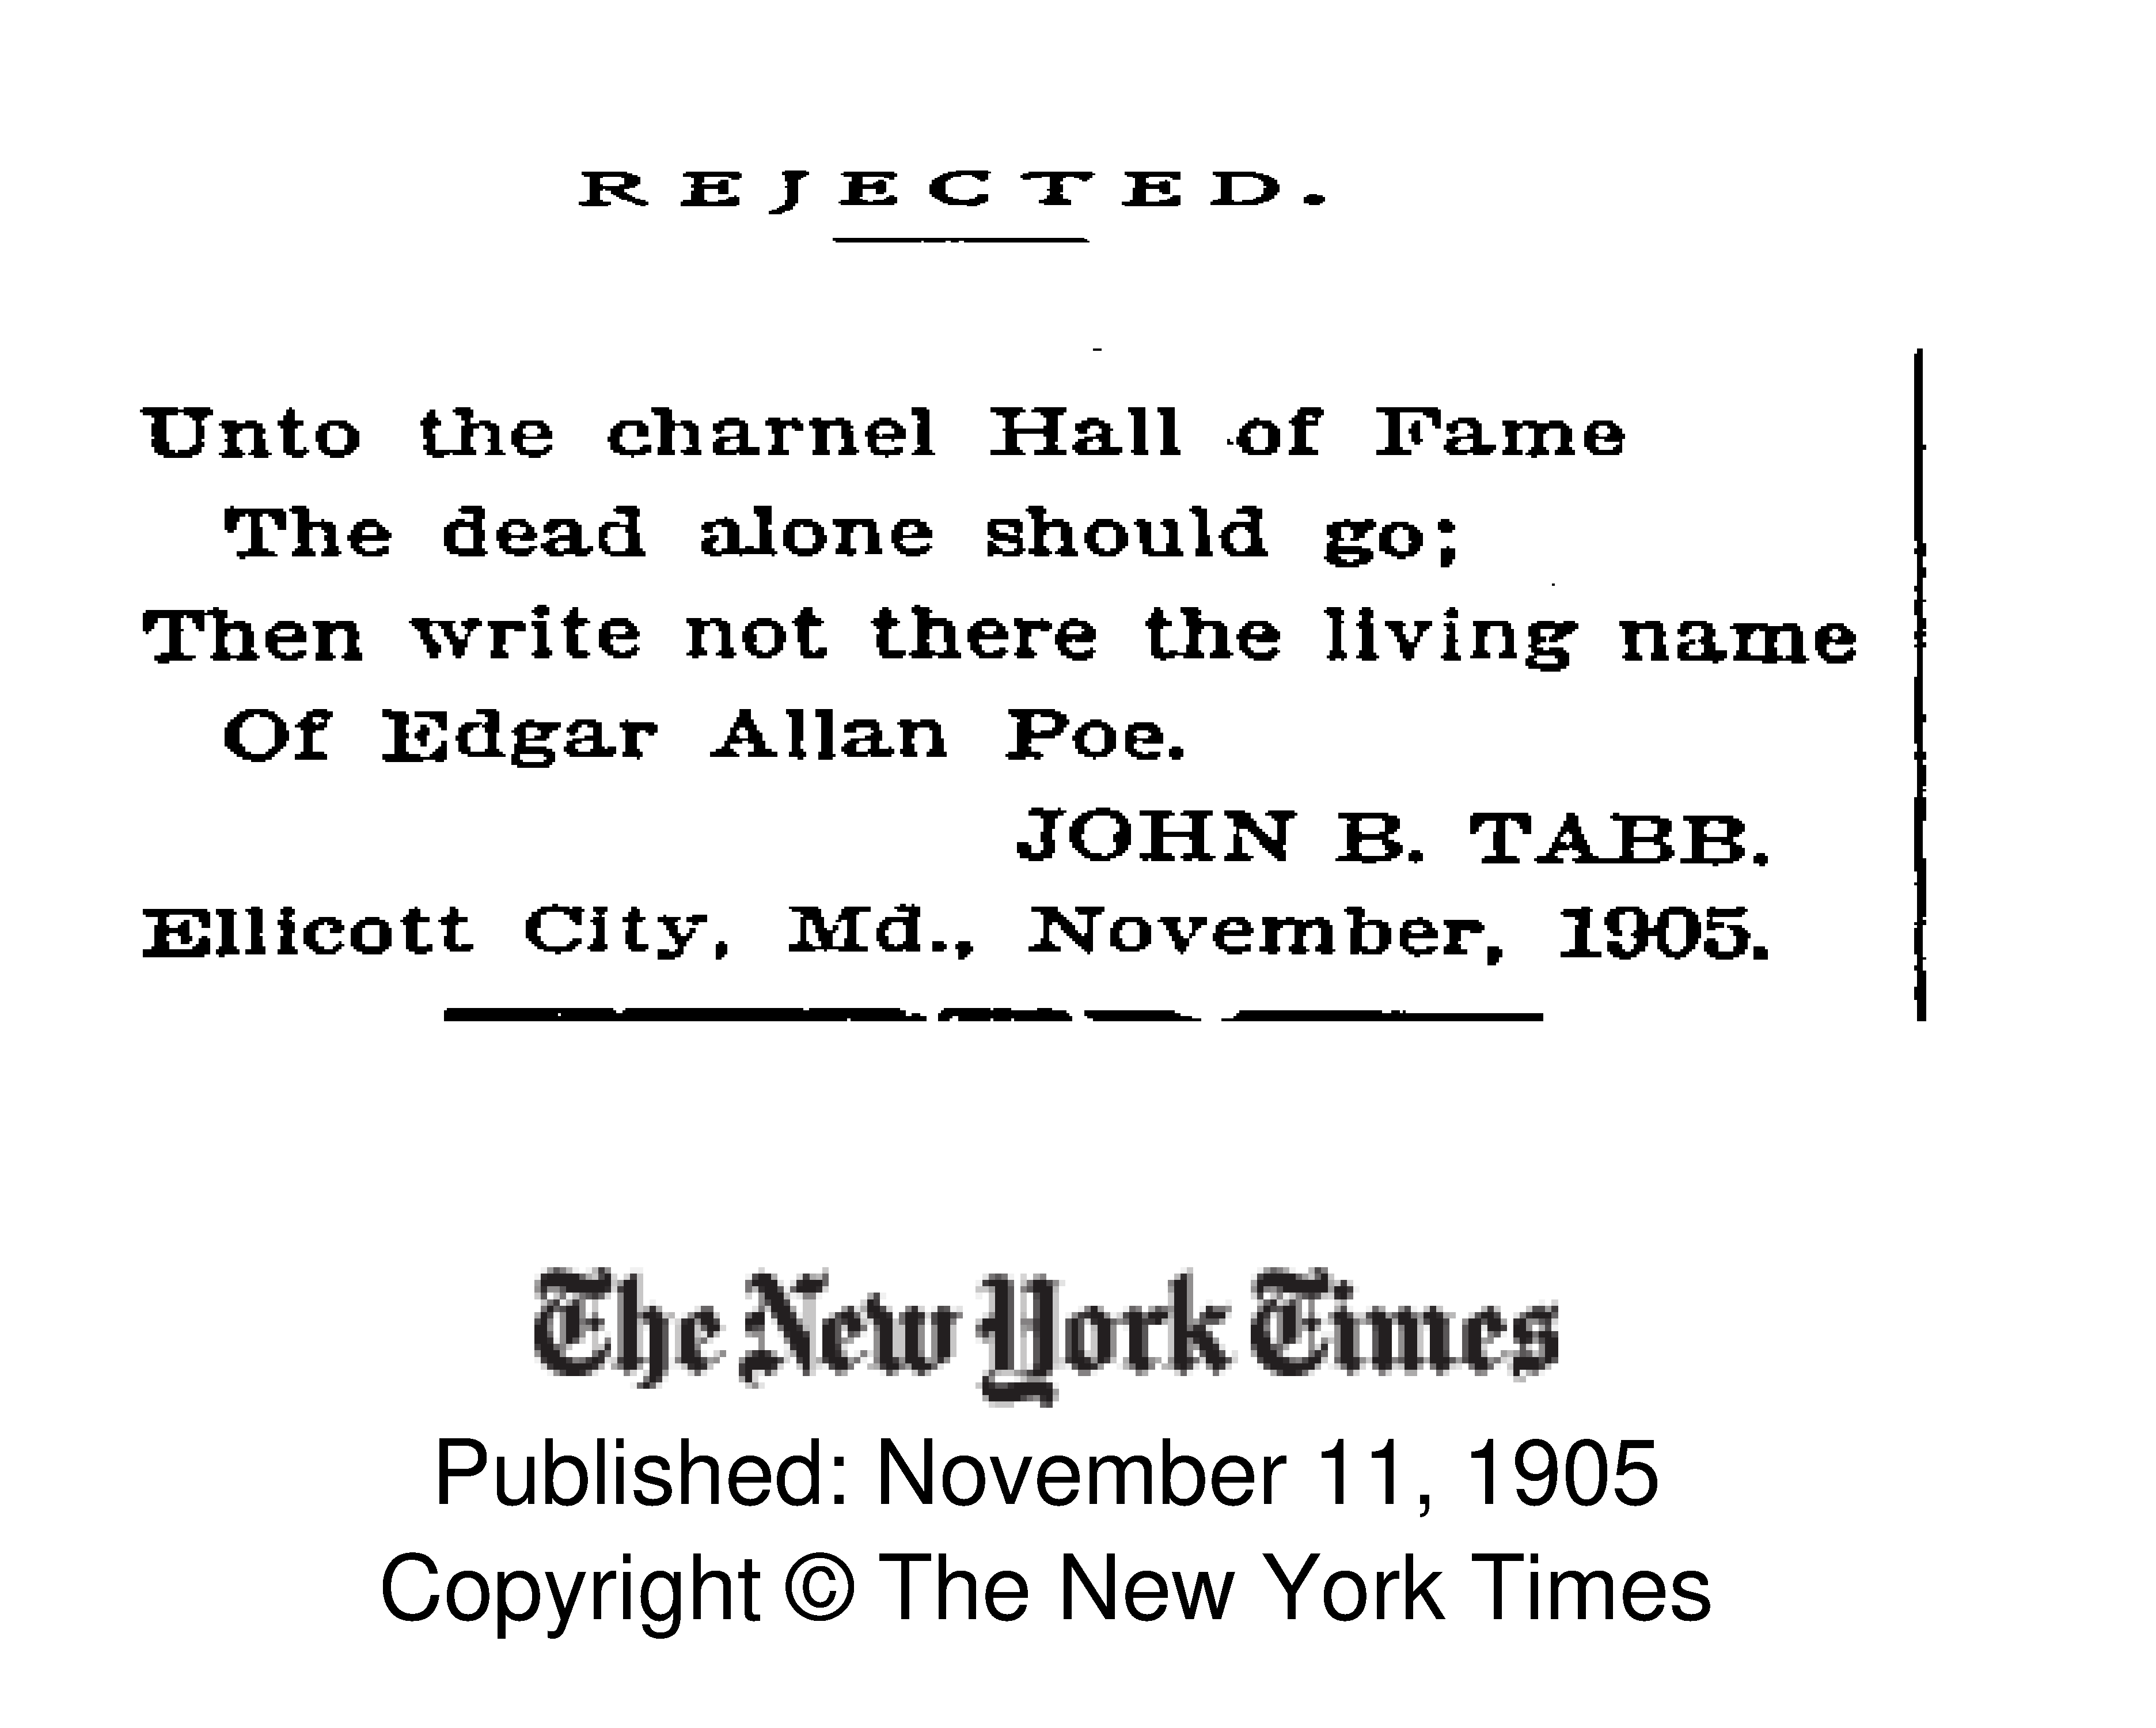 REJECTED.
Unto the charnel Hall of Fame
The dead alone should go;
Then write not there the living name
Of Edgar Allan Poe.
JOHN B. TABB.
Ellicott City, Md., November, 1905.
The New York Times
Published: November 11, 1905
Copyright © The New York Times